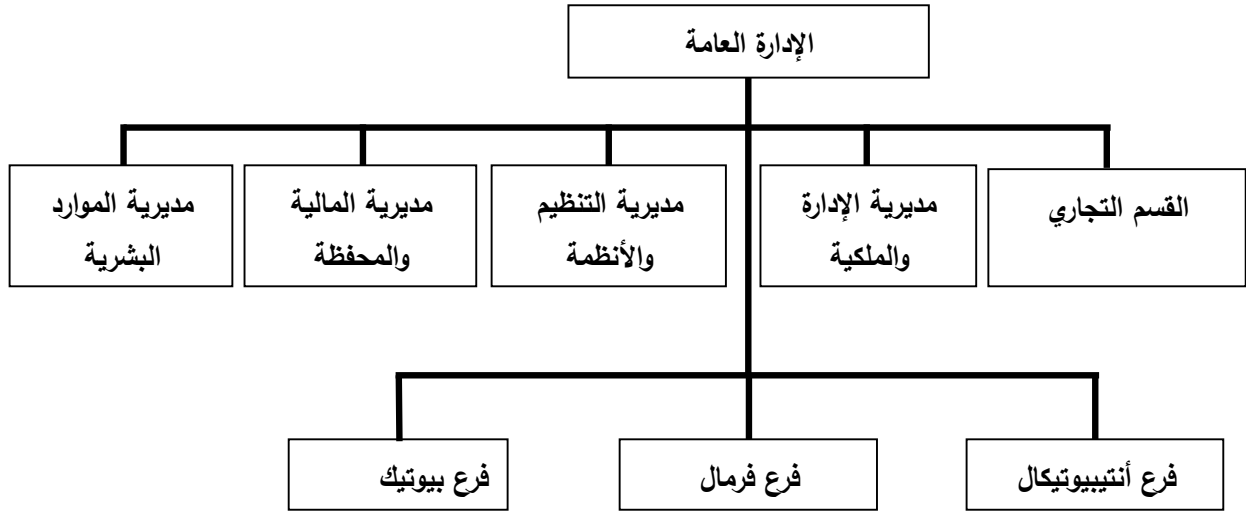 الإدارة العامة
القسم التجاري
مديرية الإدارة
والملكية
مديرية التنظيم
والأنظمة
مديرية المالية
والمحفظة
مديرية الموارد
البشرية
فرع أنتيبيوتيكال
فرع فرمال
فرع بيوتيك